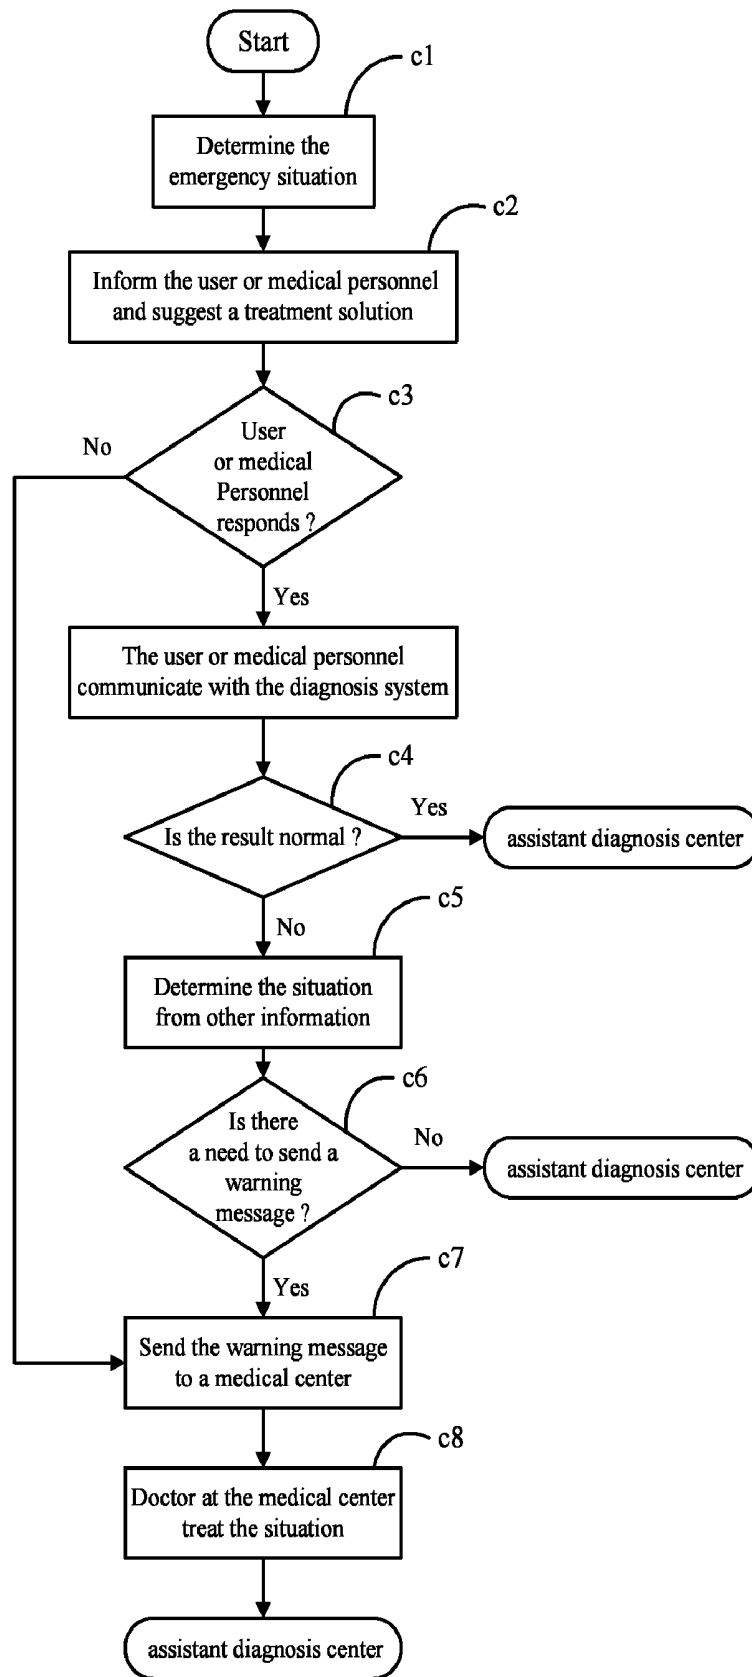 Start
c1
Determine the
emergency situation
c2
Inform the user or medical personnel
and suggest a treatment solution
c3
No
User
or medical
Personnel
responds ?
Yes
The user or medical personnel
communicate with the diagnosis system
c4
Yes
Is the result normal ?
assistant diagnosis center
c5
No
Determine the situation
from other information
c6
Is there
a need to send a
warning
message ?
No
assistant diagnosis center
c7
Yes
Send the warning message
to a medical center
c8
Doctor at the medical center
treat the situation
assistant diagnosis center